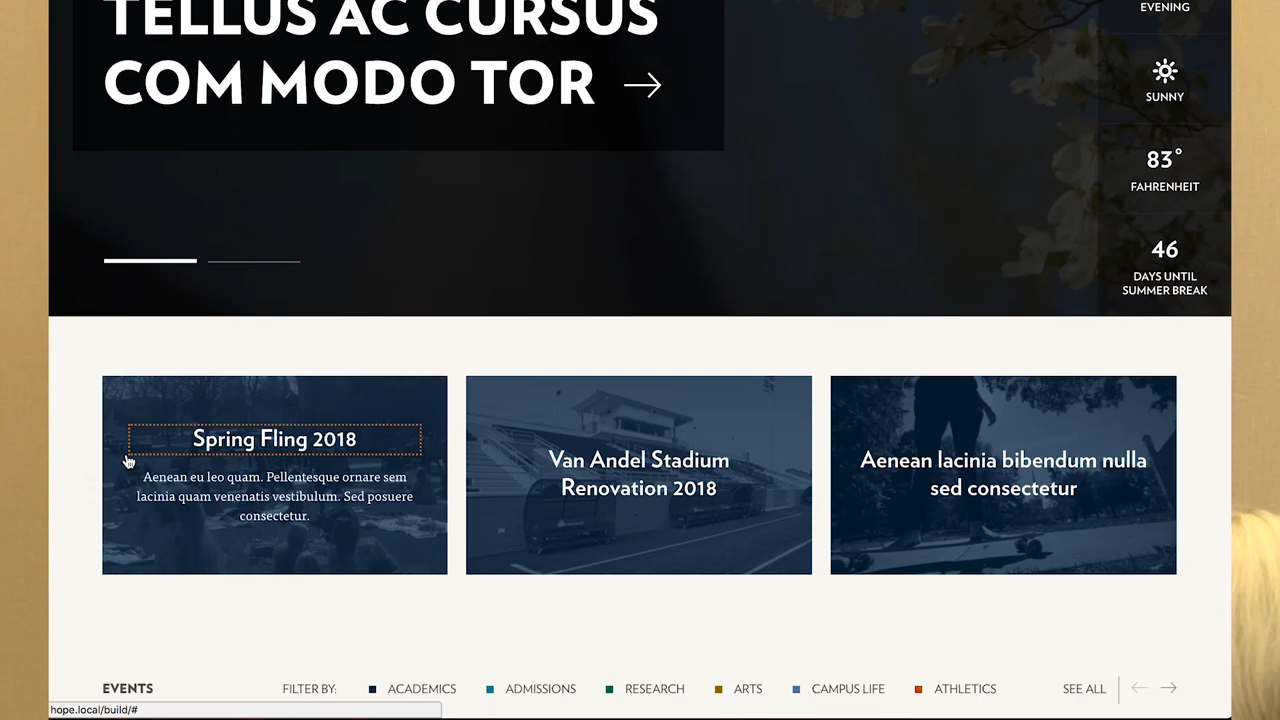 TELLUS AC CURSUS
COM MODO TOR →
EVENING
SUNNY
83°
FAHRENHEIT
46
DAYS UNTIL
SUMMER BREAK
Spring Fling 2018
Aenean eu leo quam. Pellentesque ornare sem
lacinia quam venenatis vestibulum. Sed posuere
consectetur.
Van Andel Stadium
Renovation 2018
Aenean lacinia bibendum nulla
sed consectetur
EVENTS FILTER BY: ACADEMICS ADMISSIONS RESEARCH ARTS CAMPUS LIFE ATHLETICS SEE ALL ← →
hope.local/build/#